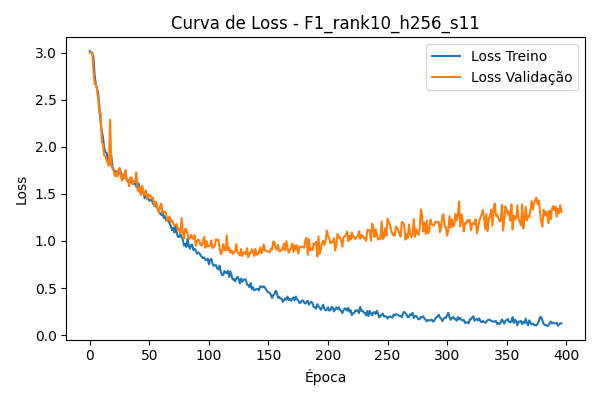 Curva de Loss - F1_rank10_h256_s11
Loss Treino
Loss Validação
3.0
2.5
2.0
1.5
1.0
0.5
0.0
Loss
0 50 100 150 200 250 300 350 400
Época